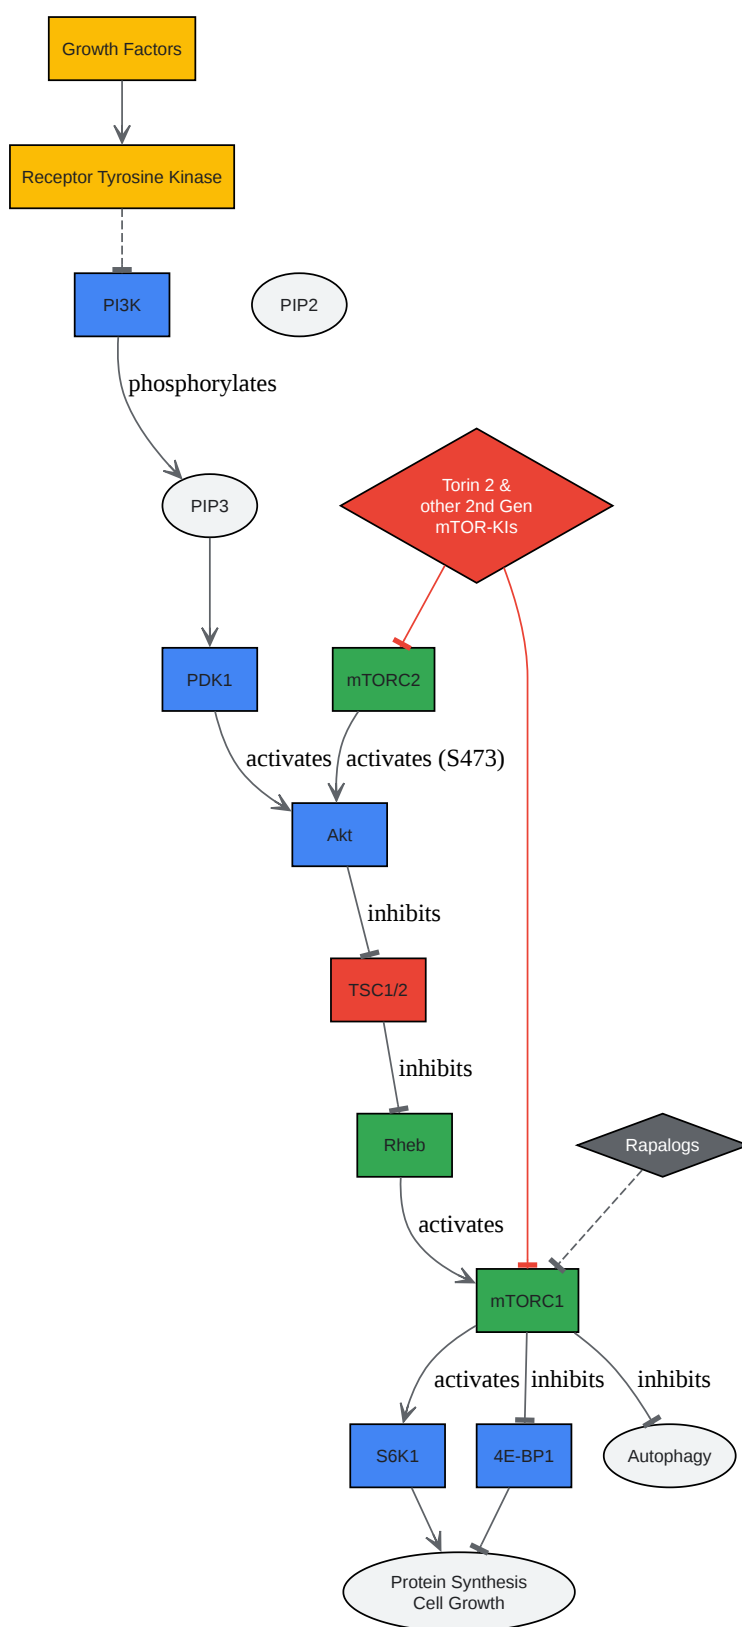 Growth Factors
Receptor Tyrosine Kinase
PI3K
PIP2
phosphorylates
PIP3
Torin 2 &
other 2nd Gen
mTOR-KIs
PDK1
mTORC2
activates
activates (S473)
Akt
inhibits
TSC1/2
inhibits
Rheb
Rapalogs
activates
mTORC1
activates
inhibits
inhibits
S6K1
4E-BP1
Autophagy
Protein Synthesis
Cell Growth